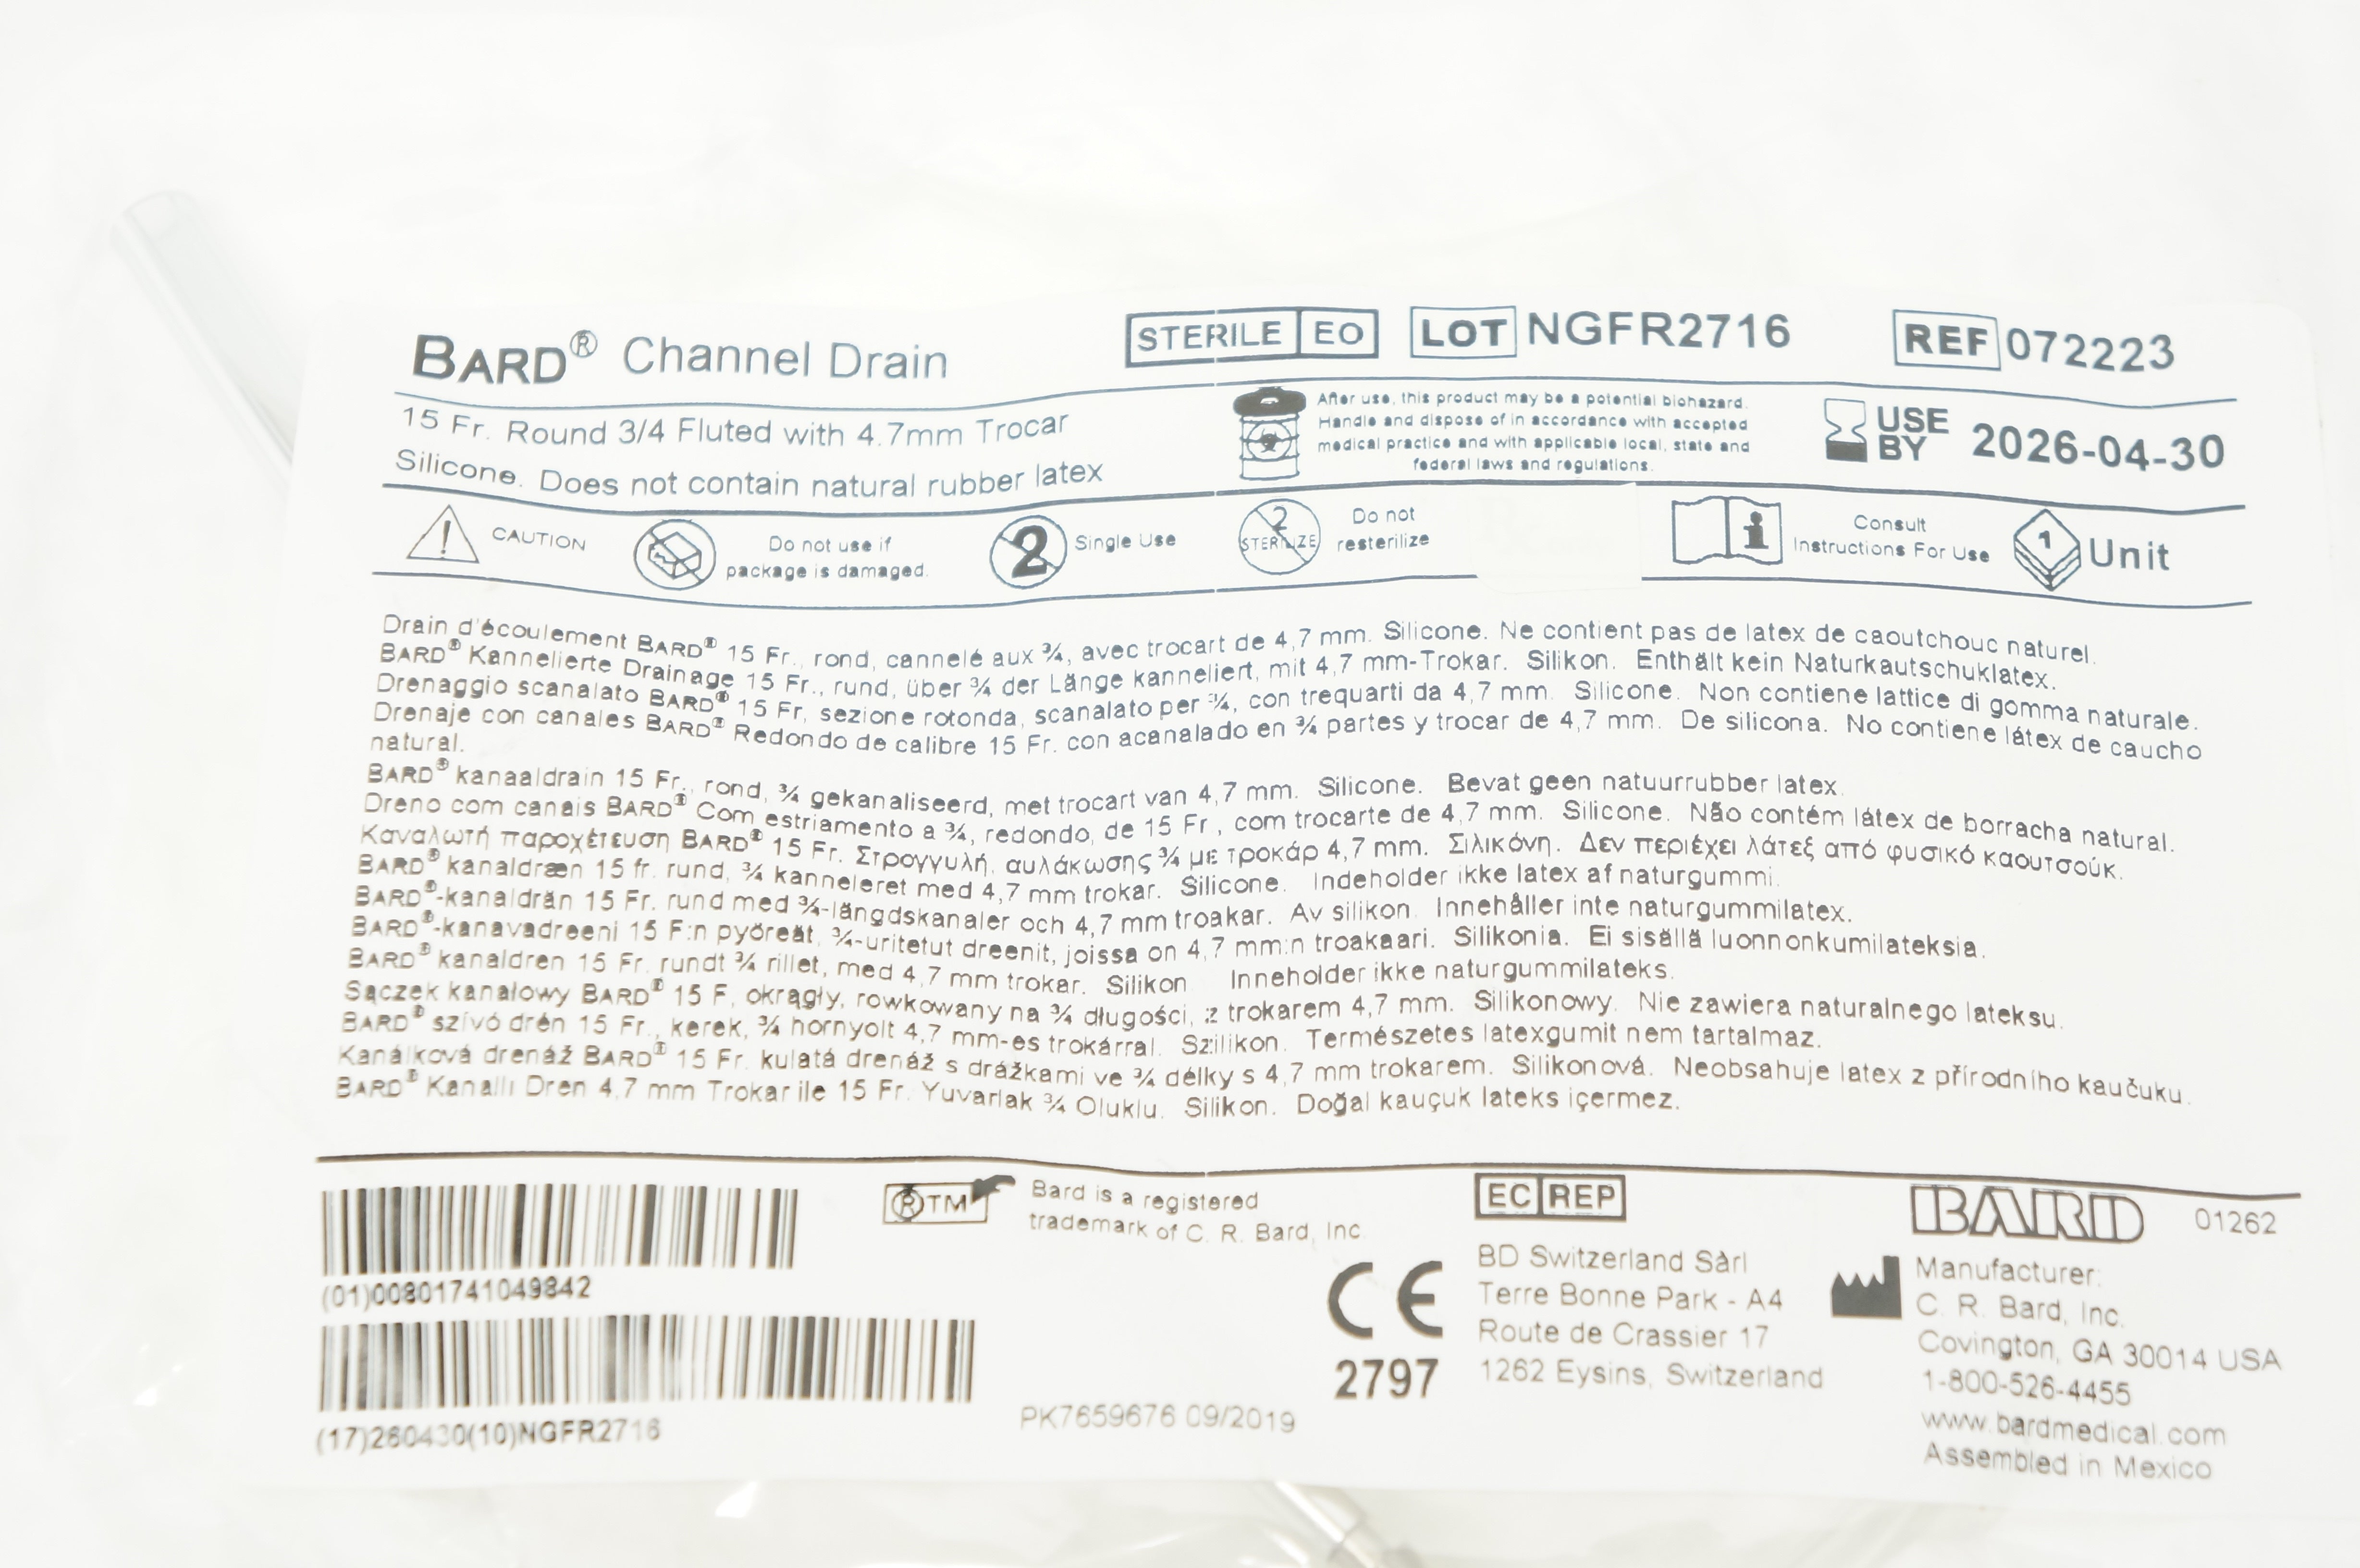 BARD® Channel Drain
STERILE EO LOT NGFR2716 REF 072223
15 Fr. Round 3/4 Fluted with 4.7mm Trocar
Silicone. Does not contain natural rubber latex
After use, this product may be a potential biohazard.
Handle and dispose of in accordance with accepted
medical practice and with applicable local, state and
federal laws and regulations.
USE BY 2026-04-30
CAUTION
Do not use if
package is damaged.
2 Single Use
2 STERILIZE
Do not
resterilize
Consult
Instructions For Use
1 Unit
Drain d'écoulement BARD® 15 Fr., rond, cannelé aux ¾, avec trocart de 4,7 mm. Silicone. Ne contient pas de latex de caoutchouc naturel.
BARD® Kannelierte Drainage 15 Fr., rund, über ¾ der Länge kanneliert, mit 4,7 mm-Trokar. Silikon. Enthält kein Naturkautschuklatex.
Drenaggio scanalato BARD® 15 Fr, sezione rotonda, scanalato per ¾, con trequarti da 4,7 mm. Silicone. Non contiene lattice di gomma naturale.
Drenaje con canales BARD® Redondo de calibre 15 Fr. con acanalado en ¾ partes y trocar de 4,7 mm. De silicona. No contiene látex de caucho
natural.
BARD® kanaaldrain 15 Fr., rond, ¾ gekanaliseerd, met trocart van 4,7 mm. Silicone. Bevat geen natuurrubber latex.
Dreno com canais BARD® Com estriamento a ¾, redondo, de 15 Fr , com trocarte de 4,7 mm. Silicone. Não contém látex de borracha natural.
Καναλωτή παροχέτευση BARD® 15 Fr. Στρογγυλή, αυλάκωσης ¾ με τροκάρ 4,7 mm. Σιλικόνη. Δεν περιέχει λάτεξ από φυσικό καουτσούκ.
BARD® kanaldræn 15 fr. rund, ¾ kanneleret med 4,7 mm trokar. Silicone. Indeholder ikke latex af naturgummi.
BARD®-kanaldrän 15 Fr. rund med ¾-längdskanaler och 4,7 mm troakar. Av silikon. Innehåller inte naturgummilatex.
BARD®-kanavadreeni 15 F:n pyöreät, ¾-uritetut dreenit, joissa on 4,7 mm:n troakaari. Silikonia. Ei sisällä luonnonkumilateksia.
BARD® kanaldren 15 Fr. rundt ¾ rillet, med 4,7 mm trokar. Silikon Inneholder ikke naturgummilateks.
Sączek kanałowy BARD® 15 F, okrągły, rowkowany na ¾ długości, z trokarem 4,7 mm. Silikonowy. Nie zawiera naturalnego lateksu.
BARD® szívó drén 15 Fr., kerek, ¾ hornyolt 4,7 mm-es trokárral. Szilikon. Természetes latexgumit nem tartalmaz.
Kanálková drenáž BARD® 15 Fr. kulatá drenáž s drážkami ve ¾ délky s 4,7 mm trokarem. Silikonová. Neobsahuje latex z přírodního kaučuku.
BARD® Kanallı Dren 4.7 mm Trokar ile 15 Fr. Yuvarlak ¾ Oluklu. Silikon. Doğal kauçuk lateks içermez.
(01)00801741049842
(17)260430(10)NGFR2716
® TM
Bard is a registered
trademark of C. R. Bard, Inc.
PK7659676 09/2019
CE
2797
EC REP
BD Switzerland Sàrl
Terre Bonne Park - A4
Route de Crassier 17
1262 Eysins, Switzerland
BARD 01262
Manufacturer:
C. R. Bard, Inc.
Covington, GA 30014 USA
1-800-526-4455
www.bardmedical.com
Assembled in Mexico